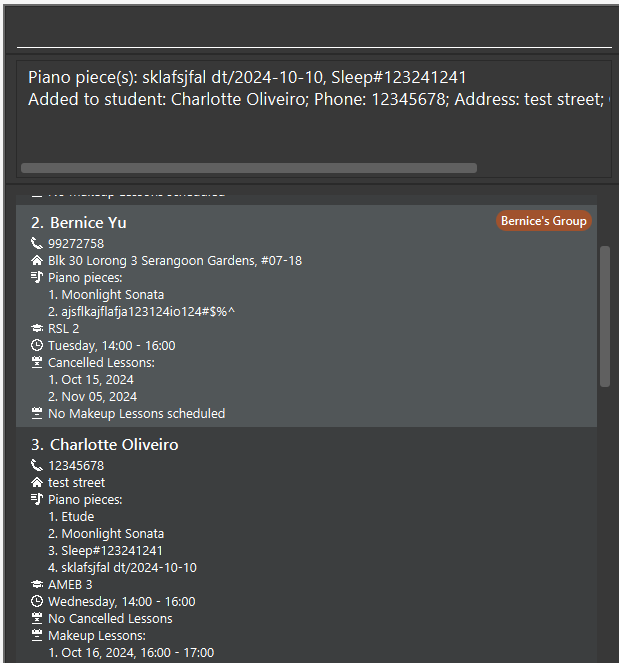 Piano piece(s): sklafsjfal dt/2024-10-10, Sleep#123241241
Added to student: Charlotte Oliveiro; Phone: 12345678; Address: test street;
No Makeup Lessons scheduled
2. Bernice Yu
Bernice's Group
99272758
Blk 30 Lorong 3 Serangoon Gardens, #07-18
Piano pieces:
1. Moonlight Sonata
2. ajsflkajflafja123124io124#$%^
RSL 2
Tuesday, 14:00 - 16:00
Cancelled Lessons:
1. Oct 15, 2024
2. Nov 05, 2024
No Makeup Lessons scheduled
3. Charlotte Oliveiro
12345678
test street
Piano pieces:
1. Etude
2. Moonlight Sonata
3. Sleep#123241241
4. sklafsjfal dt/2024-10-10
AMEB 3
Wednesday, 14:00 - 16:00
No Cancelled Lessons
Makeup Lessons:
1. Oct 16, 2024, 16:00 - 17:00